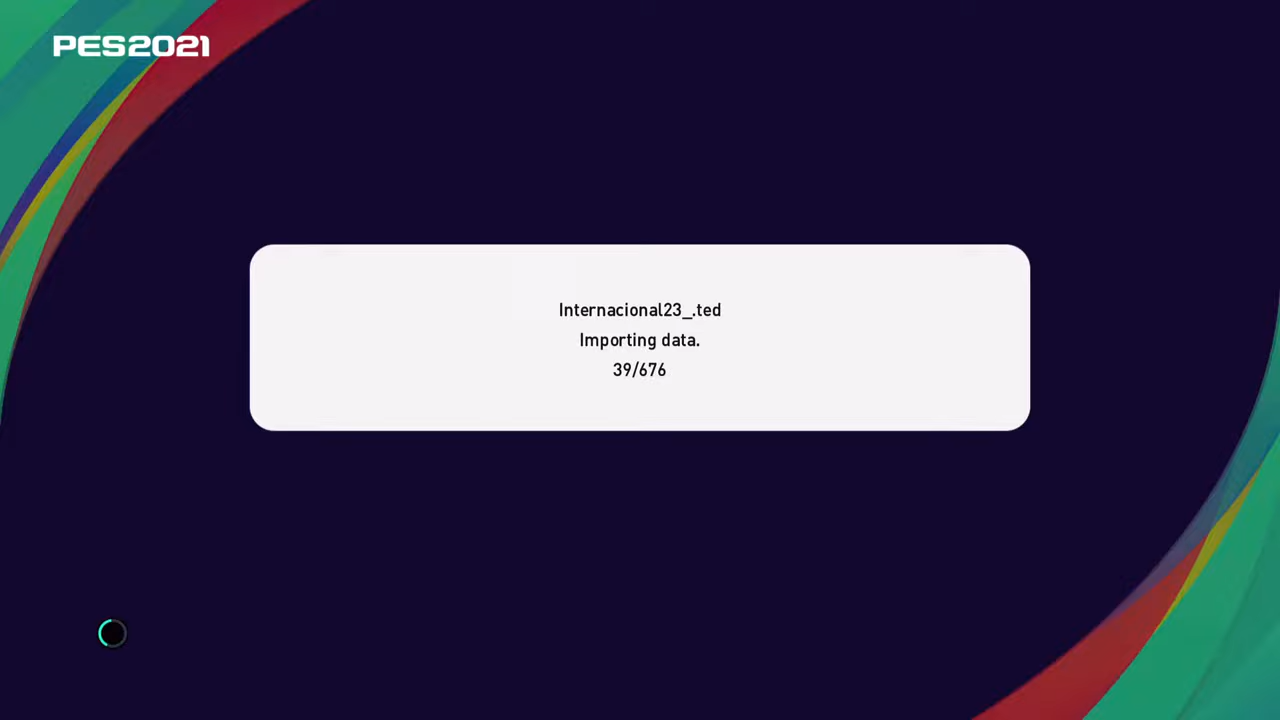 PES2021
Internacional23_.ted
Importing data.
39/676